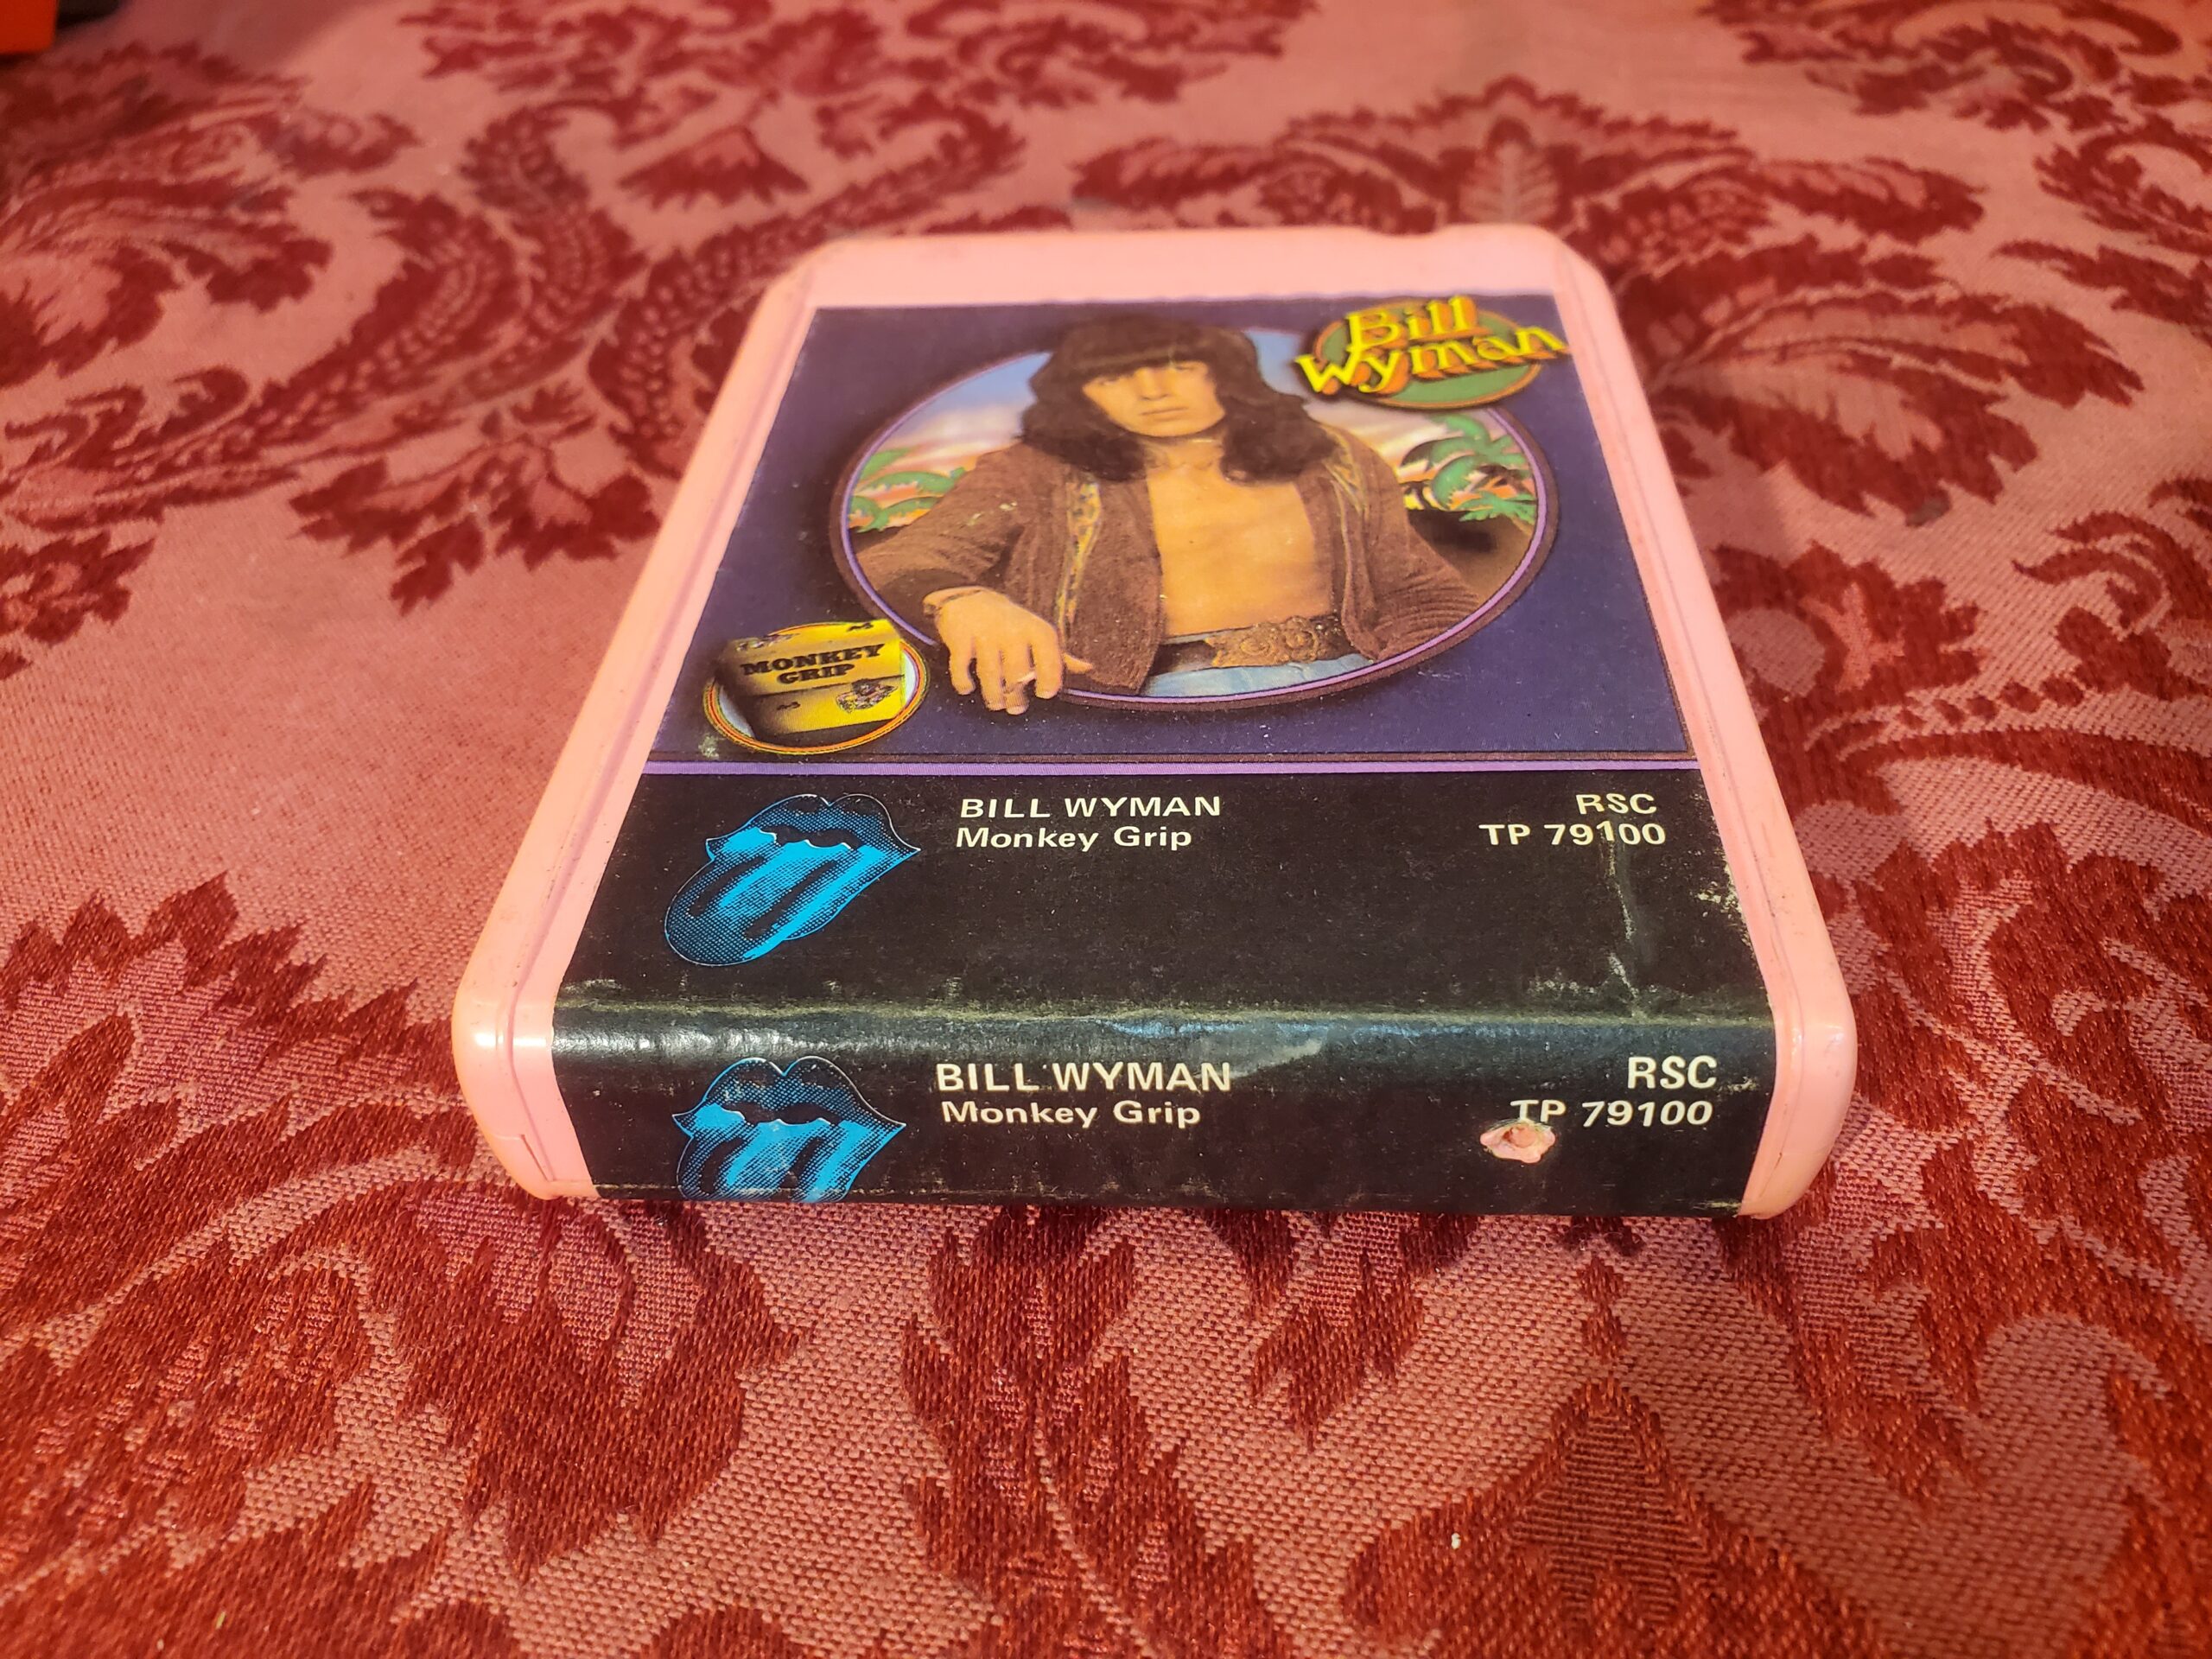 Bill
Wyman
MONKEY
GRIP
BILL WYMAN
Monkey Grip
RSC
TP 79100
BILL WYMAN
Monkey Grip
RSC
TP 79100